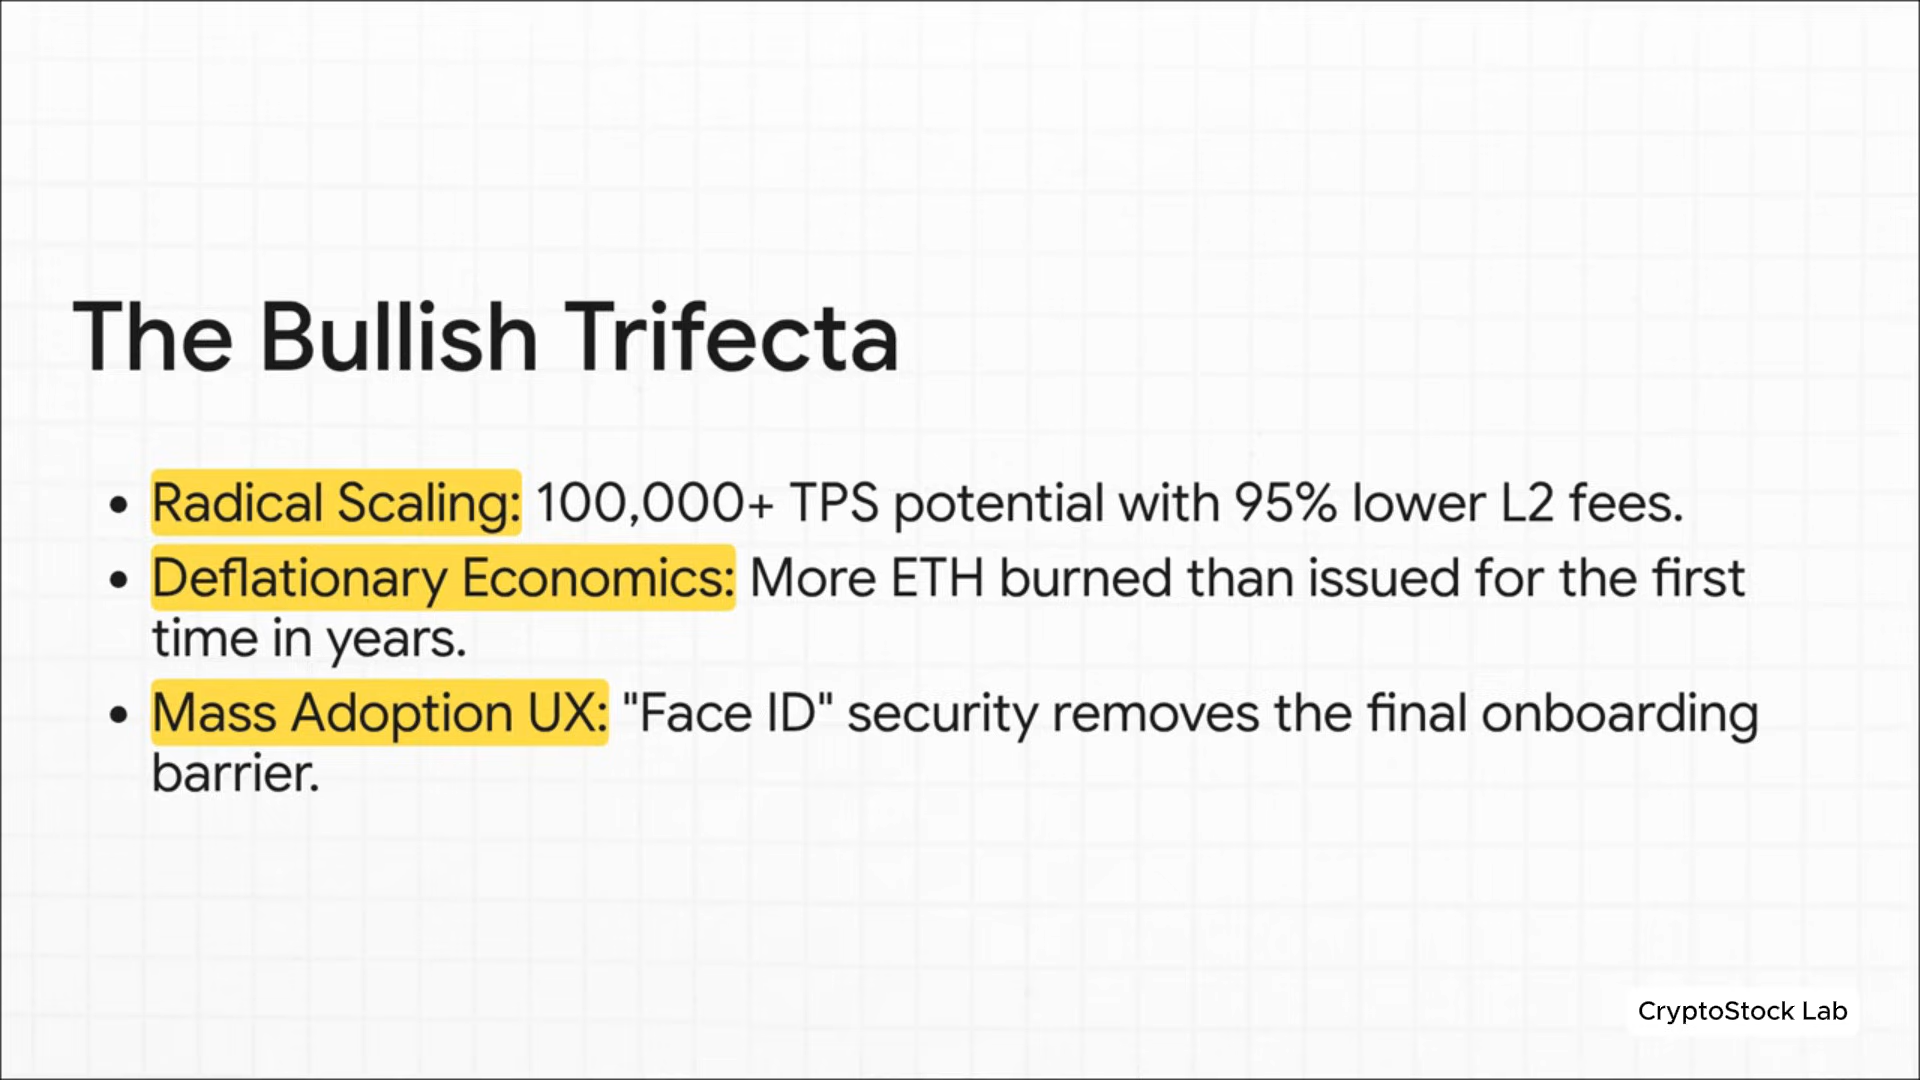 The Bullish Trifecta
• Radical Scaling: 100,000+ TPS potential with 95% lower L2 fees.
• Deflationary Economics: More ETH burned than issued for the first
time in years.
• Mass Adoption UX: "Face ID" security removes the final onboarding
barrier.
CryptoStock Lab